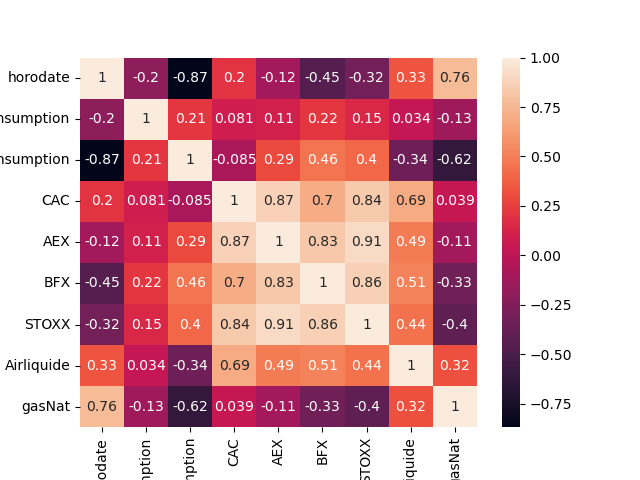 horodate 1 -0.2 -0.87 0.2 -0.12 -0.45 -0.32 0.33 0.76 1.00
nsumption -0.2 1 0.21 0.081 0.11 0.22 0.15 0.034 -0.13 0.75
nsumption -0.87 0.21 1 -0.085 0.29 0.46 0.4 -0.34 -0.62 0.50
CAC 0.2 0.081 -0.085 1 0.87 0.7 0.84 0.69 0.039 0.25
AEX -0.12 0.11 0.29 0.87 1 0.83 0.91 0.49 -0.11 0.00
BFX -0.45 0.22 0.46 0.7 0.83 1 0.86 0.51 -0.33 −0.25
STOXX -0.32 0.15 0.4 0.84 0.91 0.86 1 0.44 -0.4 −0.50
Airliquide 0.33 0.034 -0.34 0.69 0.49 0.51 0.44 1 0.32
gasNat 0.76 -0.13 -0.62 0.039 -0.11 -0.33 -0.4 0.32 1 −0.75
odate mption mption CAC AEX BFX STOXX iquide asNat